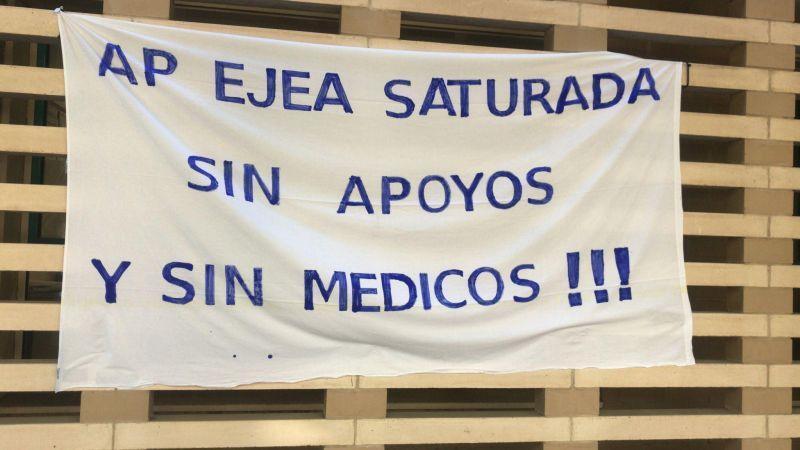 AP EJEA SATURADA
SIN APOYOS
Y SIN MEDICOS !!!